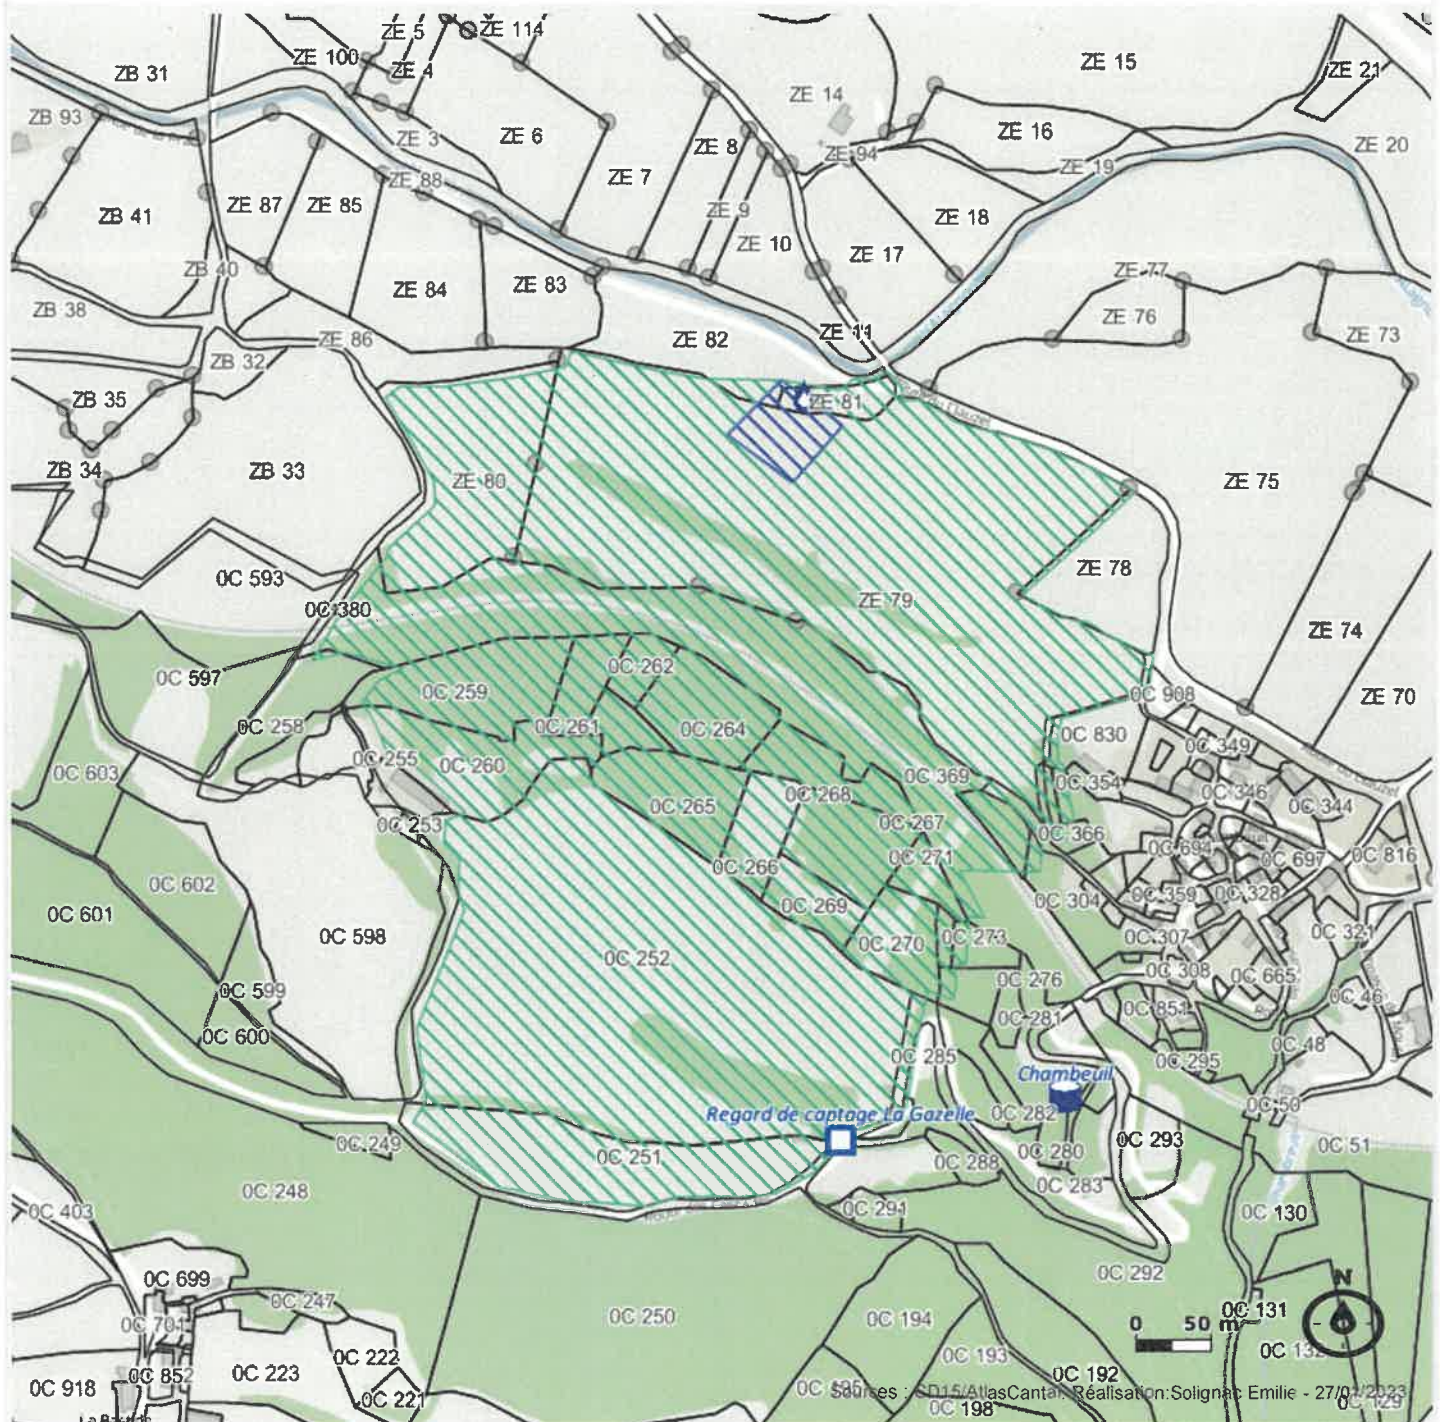 ZE 5
ZE 114
ZE 100
ZE 4
ZB 31
ZE 15
ZE 21
ZE 14
ZB 93
ZE 3
ZE 6
ZE 8
ZE 16
ZE 94
ZE 19
ZE 20
ZE 7
ZE 88
ZE 87
ZE 85
ZE 9
ZE 18
ZB 41
ZE 10
ZE 17
ZB 40
ZE 77
ZE 84
ZE 83
ZB 38
ZE 76
ZE 86
ZE 82
ZE 11
ZE 73
ZB 32
ZB 35
ZE 81
ZB 34
ZB 33
ZE 80
ZE 75
0C 593
ZE 78
0C 380
ZE 79
ZE 74
0C 262
0C 597
0C 259
0C 908
ZE 70
0C 258
0C 261
0C 264
0C 830
0C 349
0C 603
0C 255
0C 260
0C 369
0C 354
0C 346
0C 265
0C 268
0C 344
0C 253
0C 267
0C 366
0C 694
0C 697
0C 816
0C 271
0C 266
0C 602
0C 304
0C 359
0C 328
0C 601
0C 269
0C 598
0C 270
0C 273
0C 307
0C 321
0C 252
0C 276
0C 308
0C 665
0C 599
0C 46
0C 281
0C 851
0C 600
0C 285
0C 295
0C 48
Chambeuil
Regard de captage La Gazelle
0C 282
0C 50
0C 249
0C 251
0C 280
0C 293
0C 51
0C 288
0C 283
0C 248
0C 403
0C 291
0C 130
0C 699
0C 292
N
0C 247
0C 701
0C 250
0C 194
0 50 m
0C 131
0C 222
0C 193
0C 852
0C 223
0C 192
0C 918
0C 221
Sources : CD15/AtlasCantal, Réalisation:Solignac Emilie -
0C 198
0C 129